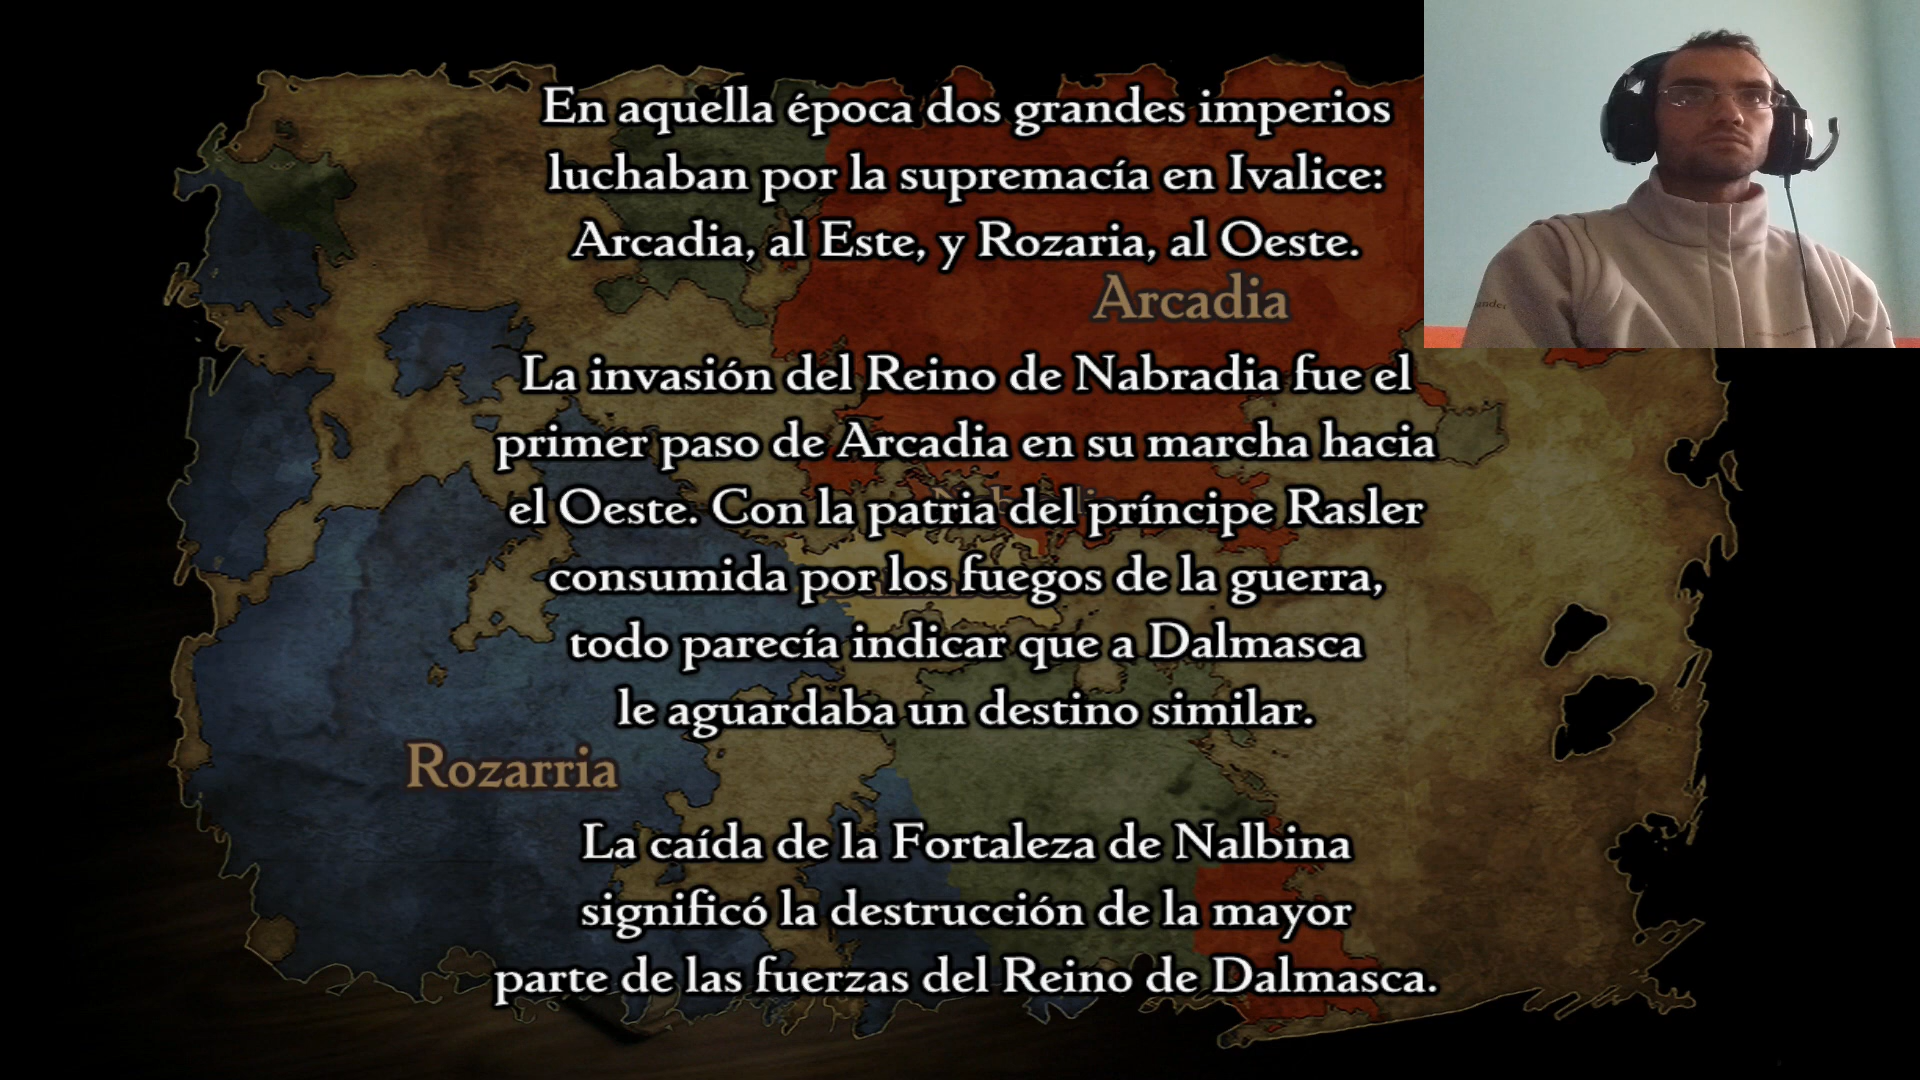 En aquella época dos grandes imperios
luchaban por la supremacía en Ivalice:
Arcadia, al Este, y Rozaria, al Oeste.
Arcadia
La invasión del Reino de Nabradia fue el
primer paso de Arcadia en su marcha hacia
el Oeste. Con la patria del príncipe Rasler
consumida por los fuegos de la guerra,
todo parecía indicar que a Dalmasca
le aguardaba un destino similar.
Rozarria
La caída de la Fortaleza de Nalbina
significó la destrucción de la mayor
parte de las fuerzas del Reino de Dalmasca.